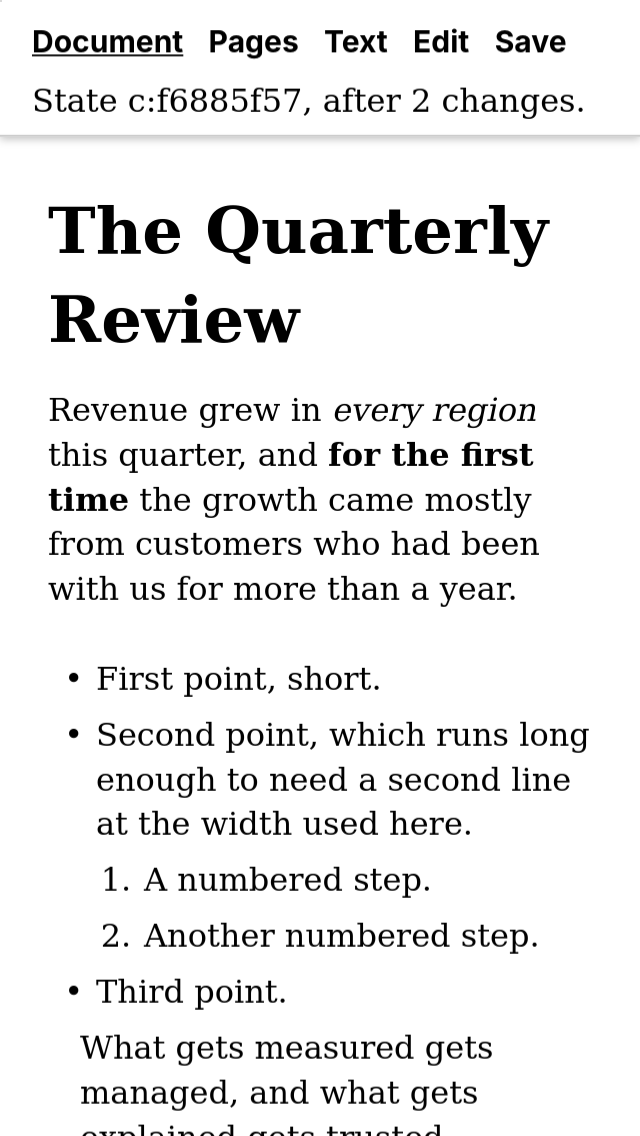 Document Pages Text Edit Save
State c:f6885f57, after 2 changes.
The Quarterly
Review
Revenue grew in every region
this quarter, and for the first
time the growth came mostly
from customers who had been
with us for more than a year.
• First point, short.
• Second point, which runs long
enough to need a second line
at the width used here.
1. A numbered step.
2. Another numbered step.
• Third point.
What gets measured gets
managed, and what gets
explained gets trusted